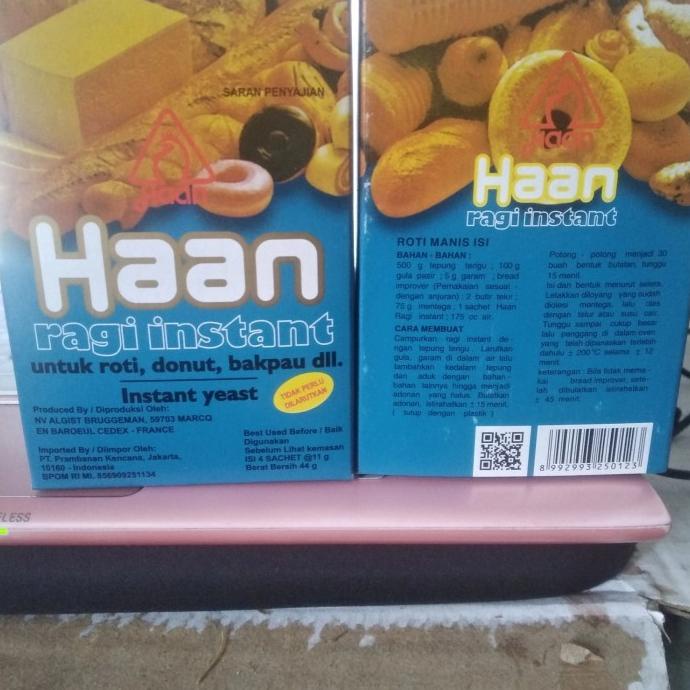 SARAN PENYAJIAN
Haan
Haan
ragi instant
untuk roti, donut, bakpau dll.
Instant yeast
TIDAK PERLU
DILARUTKAN
Produced By / Diproduksi Oleh:
NV ALGIST BRUGGEMAN, 59703 MARCQ
EN BAROEUL CEDEX - FRANCE
Imported By / Diimpor Oleh:
PT. Prambanan Kencana, Jakarta,
10160 - Indonesia
BPOM RI ML 856909251134
Best Used Before / Baik
Digunakan
Sebelum Lihat kemasan
ISI 4 SACHET @11 g
Berat Bersih 44 g
Haan
Haan
ragi instant
ROTI MANIS ISI
BAHAN - BAHAN :
500 g tepung terigu ; 100 g
gula pasir ; 5 g garam ; bread
improver (Pemakaian sesuai
dengan anjuran) ; 2 butir telur ;
75 g mentega ; 1 sachet Haan
Ragi instant ; 175 cc air.
CARA MEMBUAT
Campurkan ragi instant de-
ngan tepung terigu. Larutkan
gula, garam di dalam air lalu
tambahkan kedalam tepung
dan aduk dengan bahan -
bahan lainnya hingga menjadi
adonan yang halus. Bulatkan
adonan, istirahatkan ± 15 menit.
( tutup dengan plastik )
Potong - potong menjadi 30
buah bentuk bulatan, tunggu
15 menit.
Isi dan bentuk menurut selera.
Letakkan diloyang yang sudah
diolesi mentega, lalu oles
dengan telur atau susu cair.
Tunggu sampai cukup besar
lalu panggang di dalam oven
yang telah dipanaskan terlebih
dahulu ± 200°C selama ± 12
menit.
keterangan : Bila tidak mema -
kai bread improver, sete-
lah dibulatkan istirahatkan
± 45 menit.
8 992993 250123
ELESS